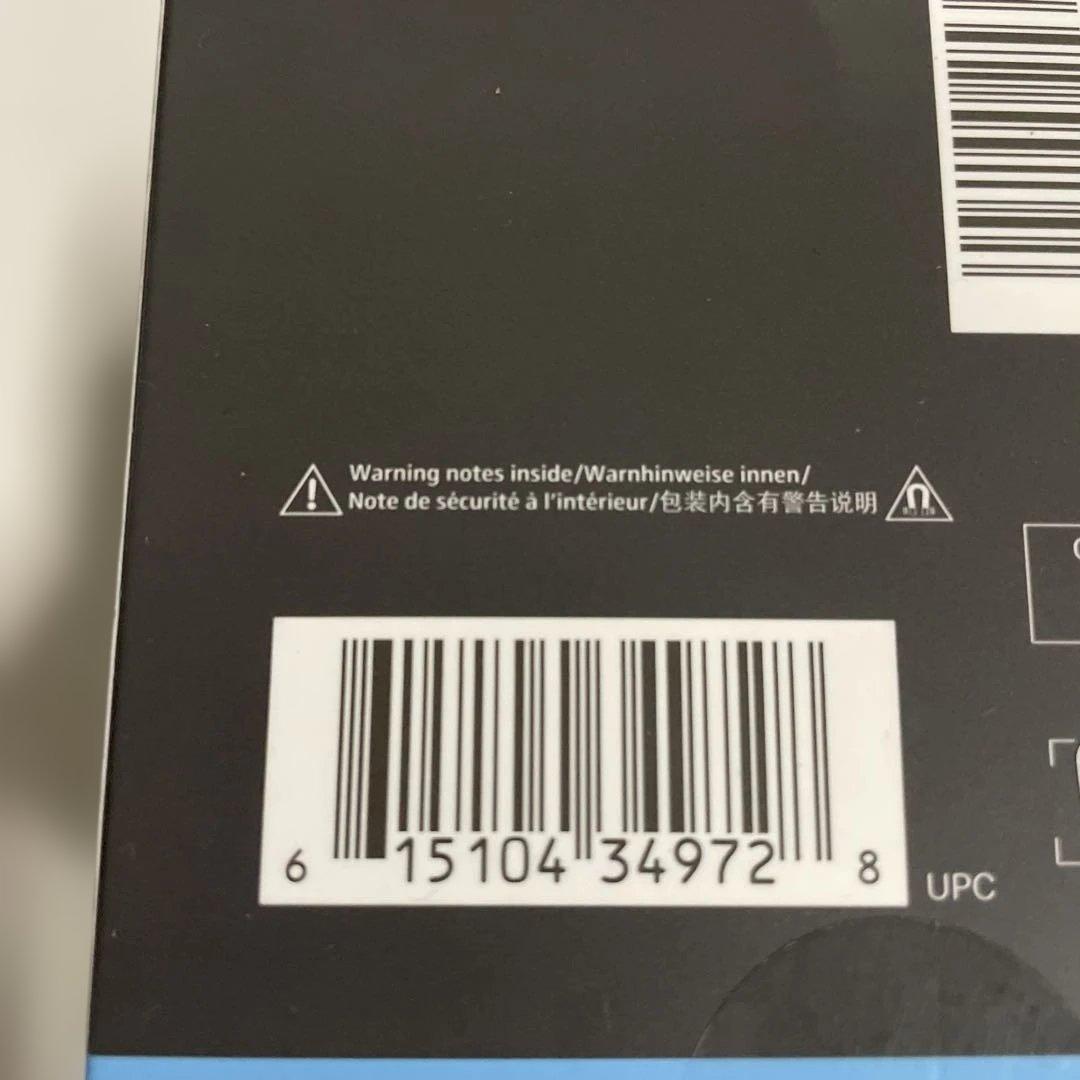 Warning notes inside/Warnhinweise innen/
Note de sécurité à l'intérieur/包装内含有警告说明
6 15104 34972 8
UPC